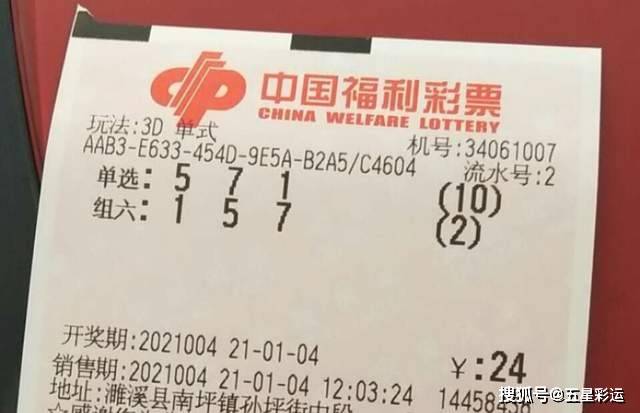 中国福利彩票
CHINA WELFARE LOTTERY
玩法:3D 单式 机号:34061007
AAB3-E633-454D-9E5A-B2A5/C4604 流水号:2
单选: 5 7 1 (10)
组六: 1 5 7 (2)
开奖期:2021004 21-01-04 ¥:24
销售期:2021004 21-01-04 12:03:24
地址:濉溪县南坪镇孙坪街中段
搜狐号@五星彩运